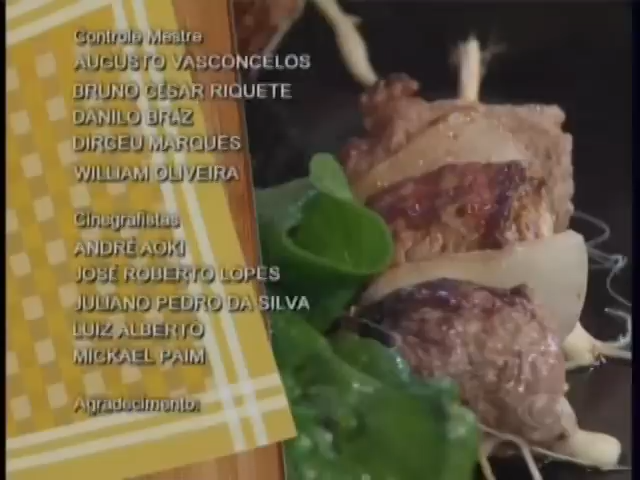 Controle Mestre
AUGUSTO VASCONCELOS
BRUNO CÉSAR RIQUETE
DANILO BRAZ
DIRCEU MARQUES
WILLIAM OLIVEIRA
Cinegrafistas
ANDRÉ AOKI
JOSÉ ROBERTO LOPES
JULIANO PEDRO DA SILVA
LUIZ ALBERTO
MICKAEL PAIM
Agradecimento: